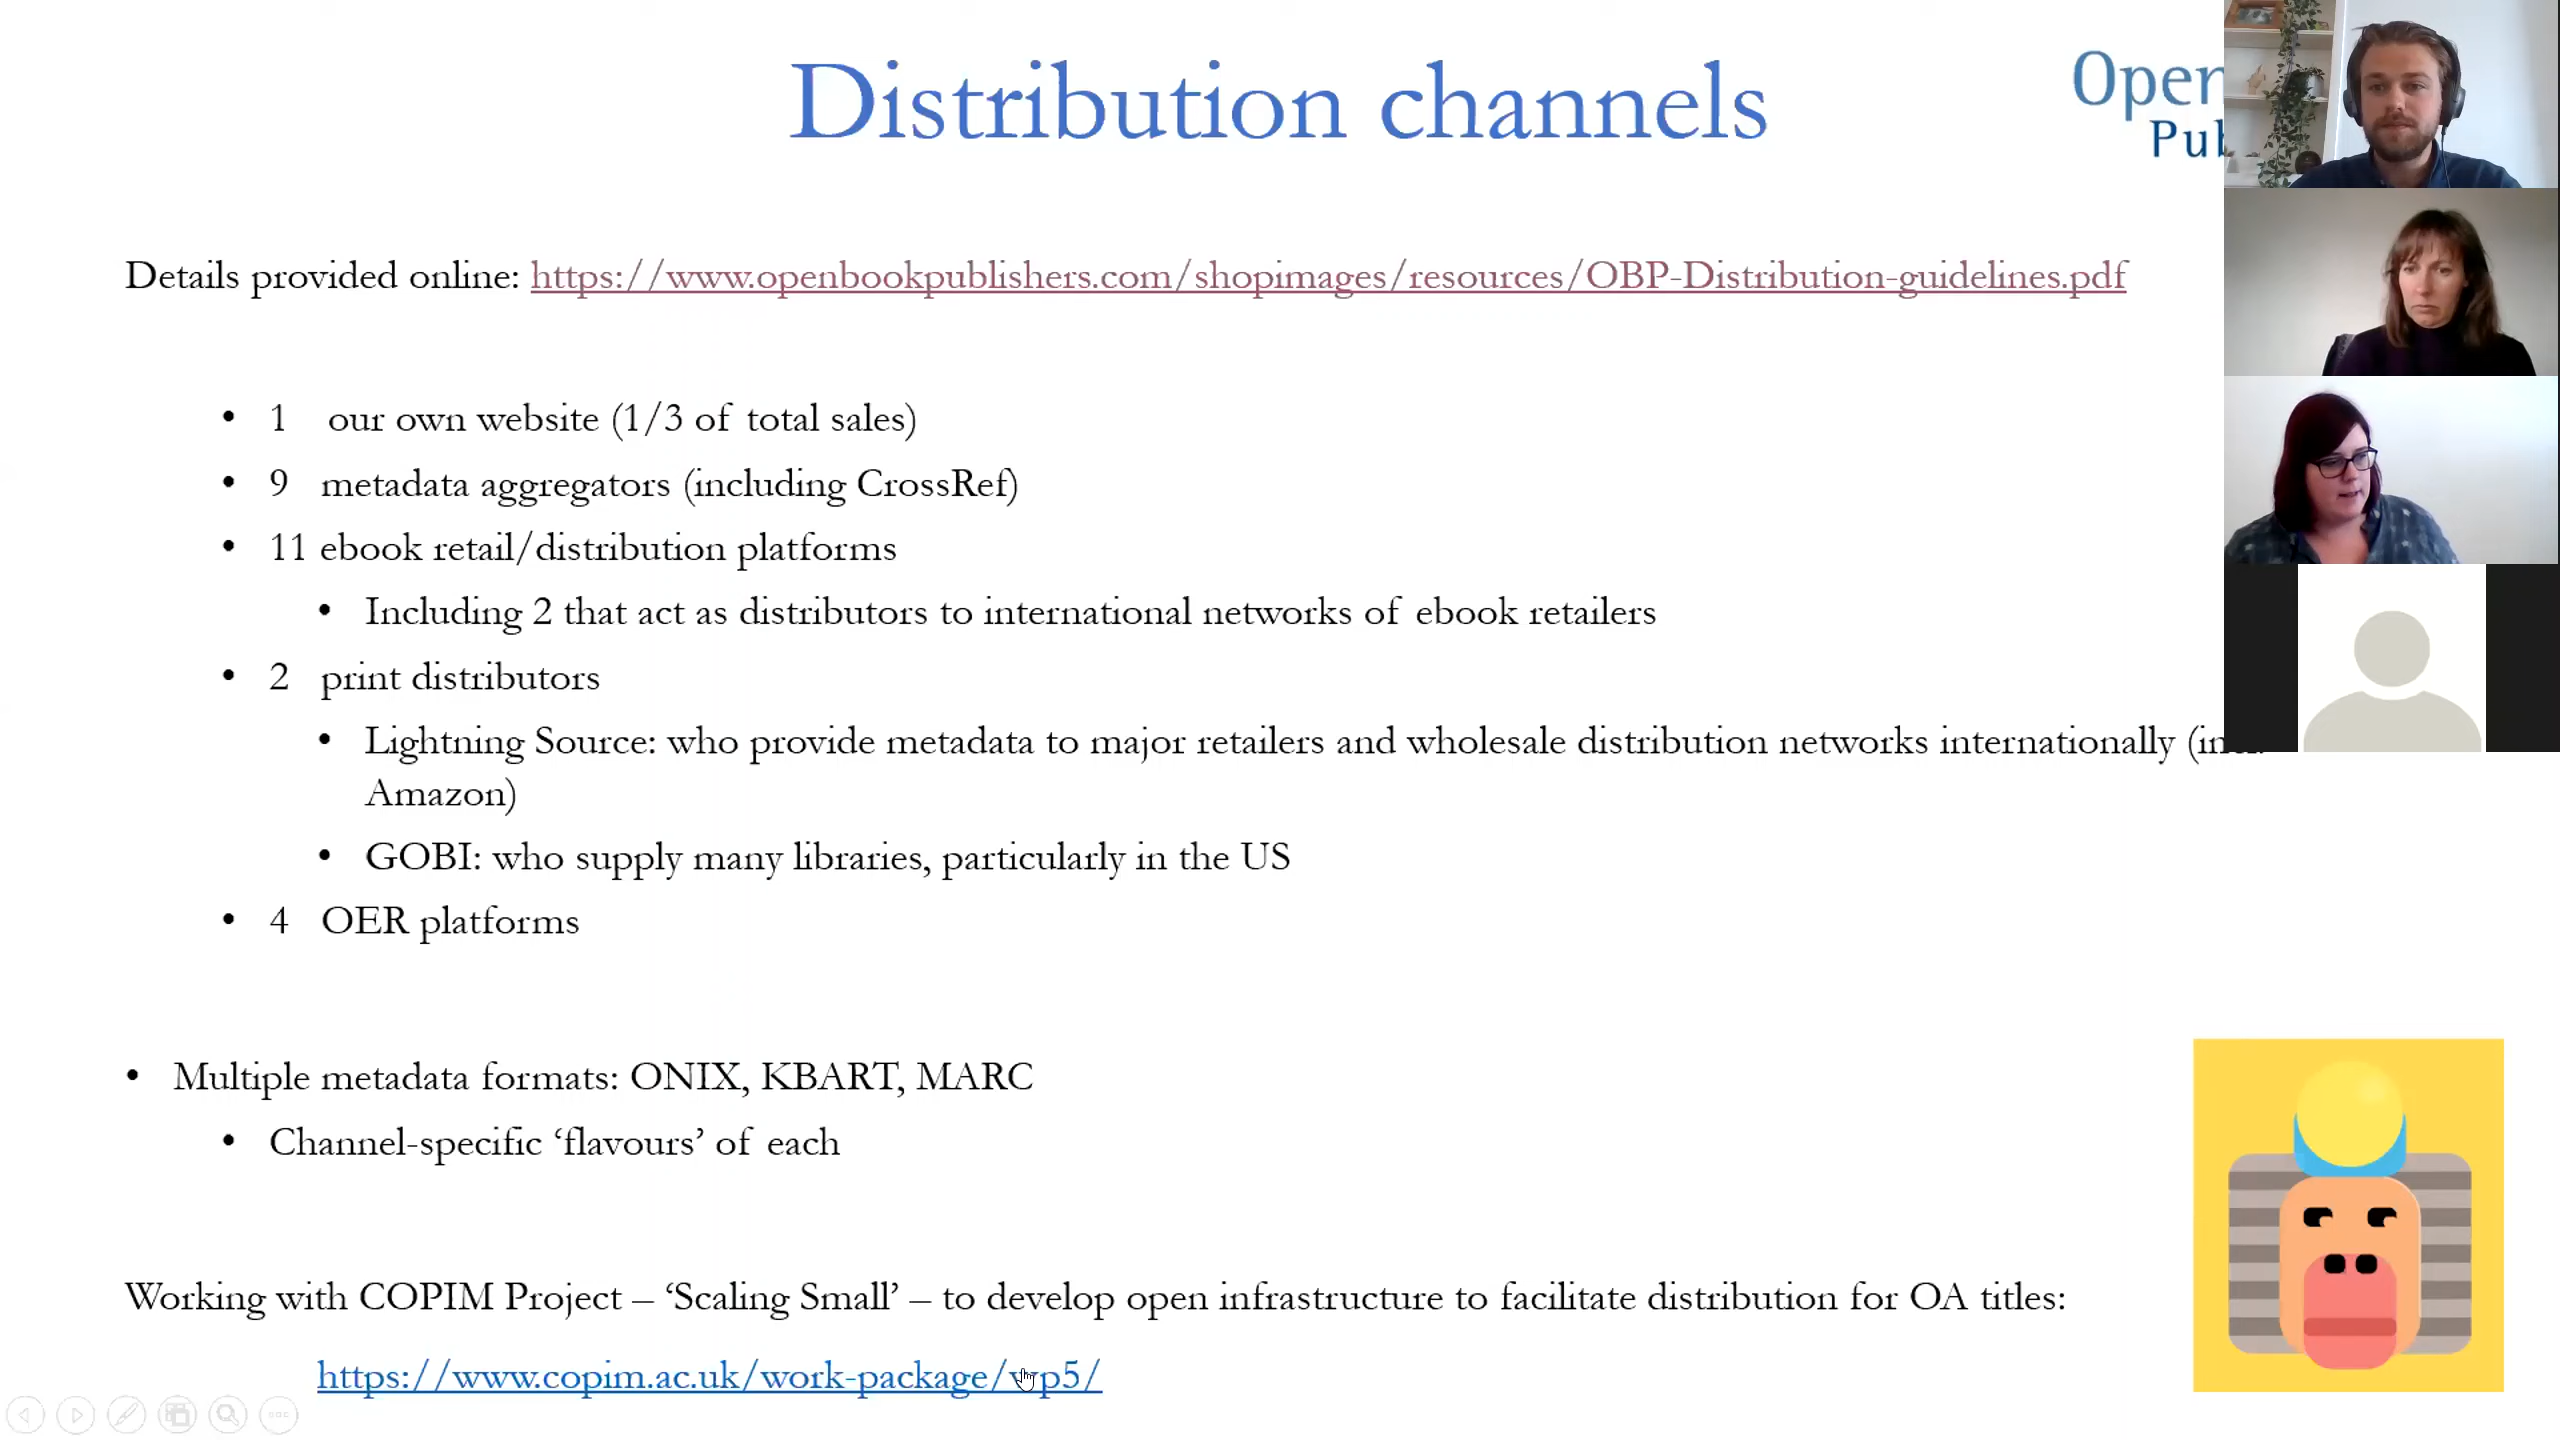 Distribution channels
Open
Pub
Details provided online: https://www.openbookpublishers.com/shopimages/resources/OBP-Distribution-guidelines.pdf
• 1 our own website (1/3 of total sales)
• 9 metadata aggregators (including CrossRef)
• 11 ebook retail/distribution platforms
• Including 2 that act as distributors to international networks of ebook retailers
• 2 print distributors
• Lightning Source: who provide metadata to major retailers and wholesale distribution networks internationally (incl.
Amazon)
• GOBI: who supply many libraries, particularly in the US
• 4 OER platforms
• Multiple metadata formats: ONIX, KBART, MARC
• Channel-specific ‘flavours’ of each
Working with COPIM Project – ‘Scaling Small’ – to develop open infrastructure to facilitate distribution for OA titles:
https://www.copim.ac.uk/work-package/wp5/